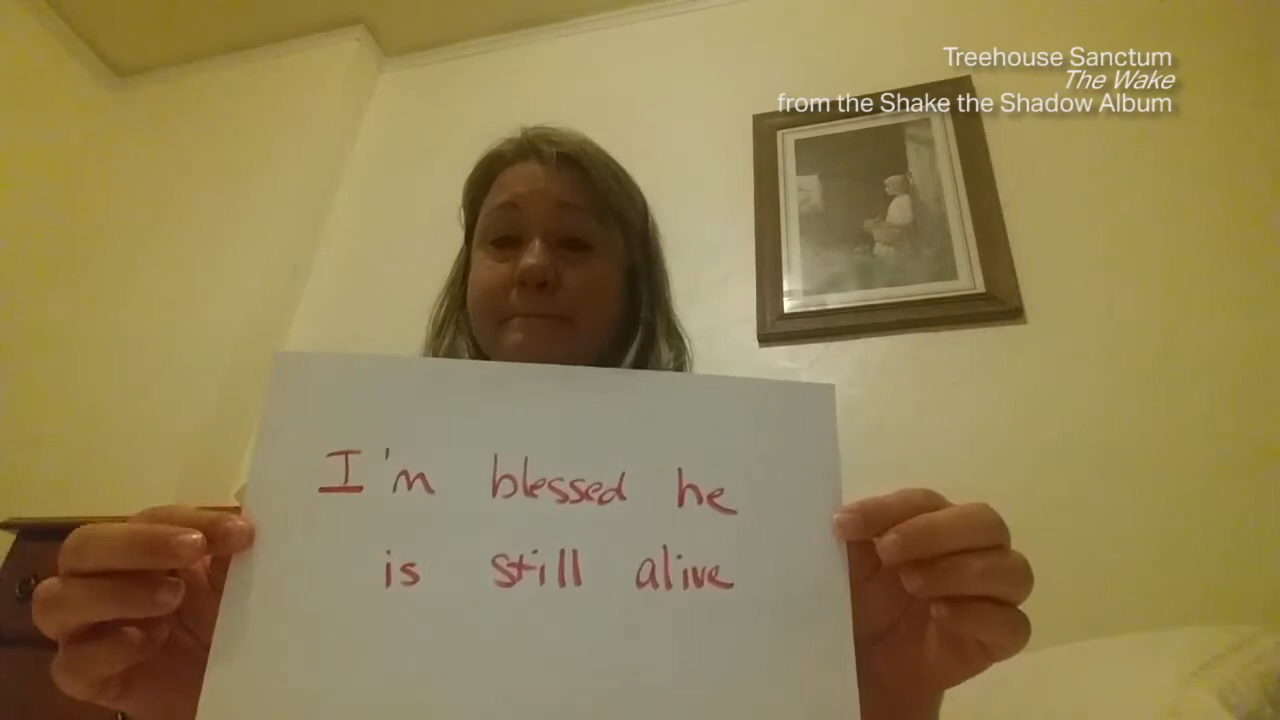 Treehouse Sanctum
The Wake
from the Shake the Shadow Album
I'm blessed he
is still alive